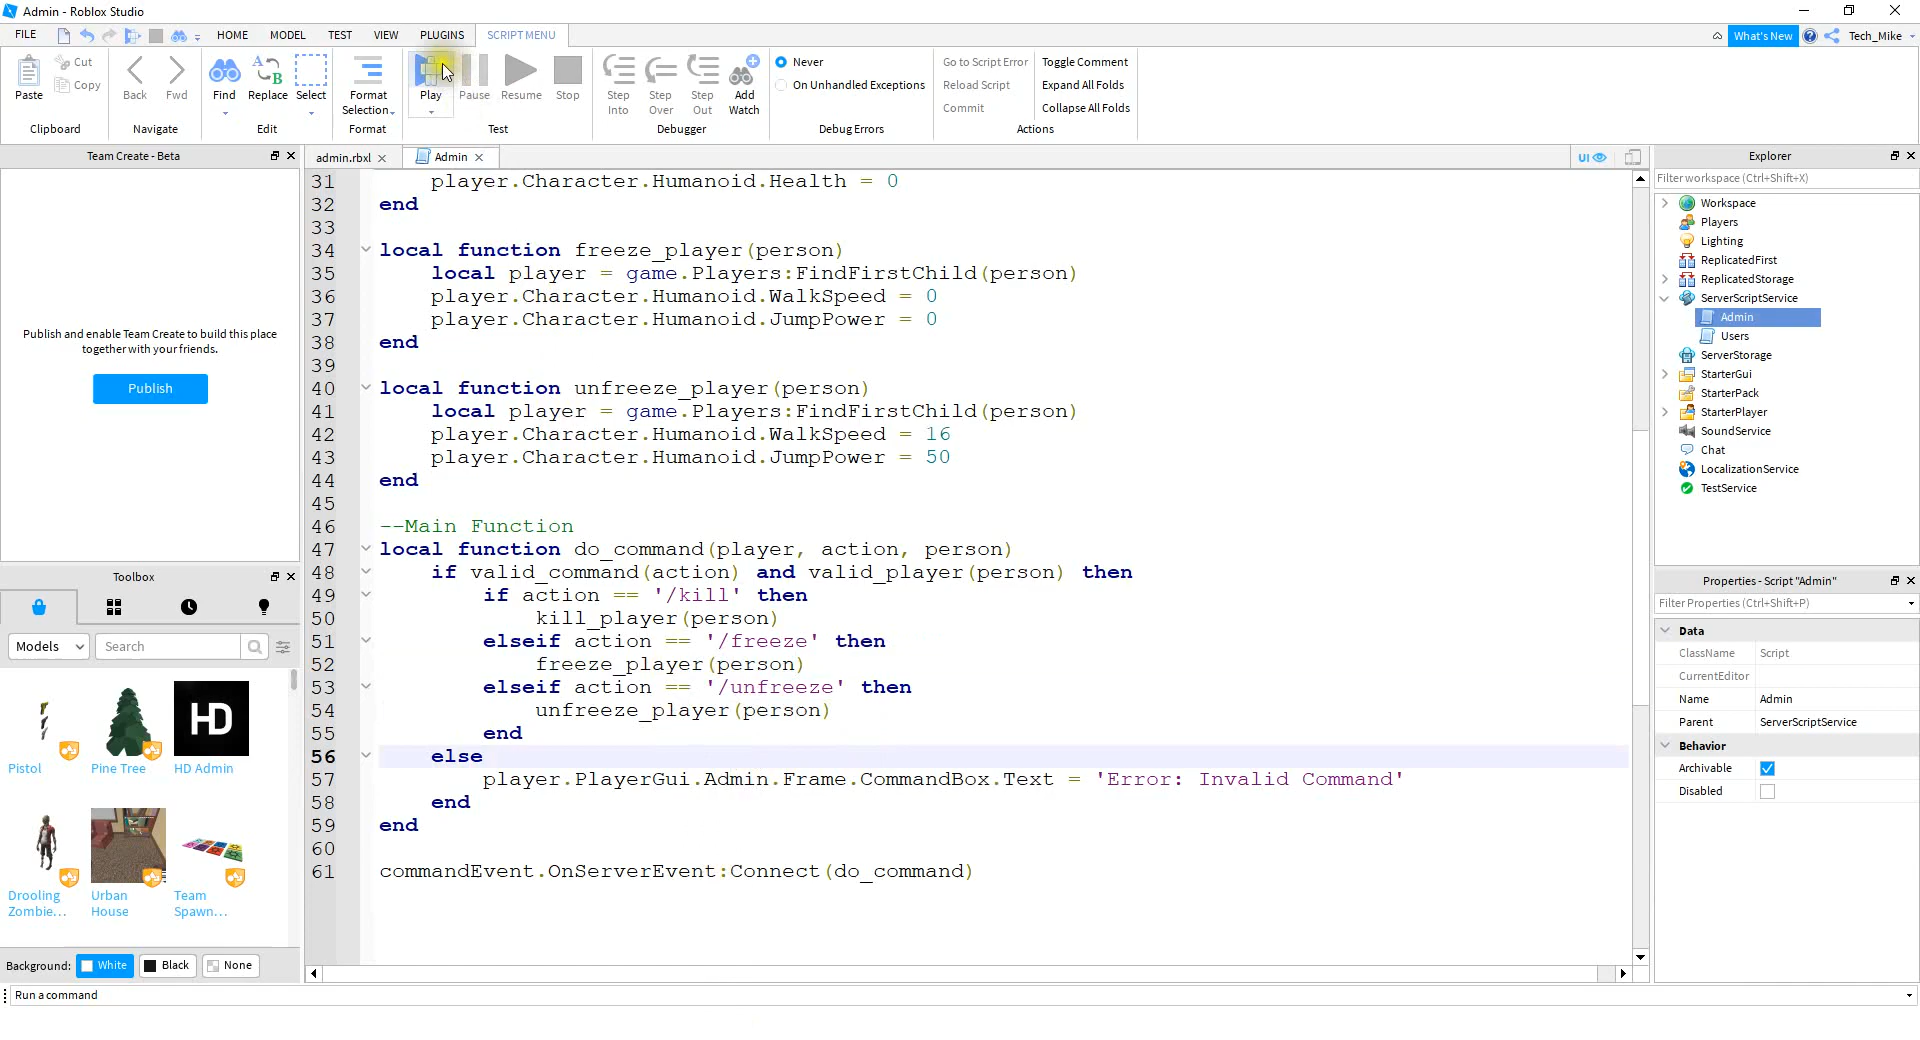 Admin - Roblox Studio
FILE
HOME
MODEL
TEST
VIEW
PLUGINS
SCRIPT MENU
What's New
Tech_Mike
Paste
Cut
Copy
Clipboard
Back
Fwd
Navigate
Find
Replace
Select
Edit
Format
Selection
Format
Play
Pause
Resume
Stop
Test
Step
Into
Step
Over
Step
Out
Add
Watch
Debugger
Never
On Unhandled Exceptions
Debug Errors
Go to Script Error
Reload Script
Commit
Toggle Comment
Expand All Folds
Collapse All Folds
Actions
Team Create - Beta
Publish and enable Team Create to build this place
together with your friends.
Publish
Toolbox
Models
Search
Pistol
Pine Tree
HD
HD Admin
Drooling
Zombie...
Urban
House
Team
Spawn...
Background:
White
Black
None
Run a command
admin.rbxl
Admin
UI
31 player.Character.Humanoid.Health = 0
32 end
33
34 local function freeze_player(person)
35 local player = game.Players:FindFirstChild(person)
36 player.Character.Humanoid.WalkSpeed = 0
37 player.Character.Humanoid.JumpPower = 0
38 end
39
40 local function unfreeze_player(person)
41 local player = game.Players:FindFirstChild(person)
42 player.Character.Humanoid.WalkSpeed = 16
43 player.Character.Humanoid.JumpPower = 50
44 end
45
46 --Main Function
47 local function do_command(player, action, person)
48 if valid_command(action) and valid_player(person) then
49 if action == '/kill' then
50 kill_player(person)
51 elseif action == '/freeze' then
52 freeze_player(person)
53 elseif action == '/unfreeze' then
54 unfreeze_player(person)
55 end
56 else
57 player.PlayerGui.Admin.Frame.CommandBox.Text = 'Error: Invalid Command'
58 end
59 end
60
61 commandEvent.OnServerEvent:Connect(do_command)
Explorer
Filter workspace (Ctrl+Shift+X)
Workspace
Players
Lighting
ReplicatedFirst
ReplicatedStorage
ServerScriptService
Admin
Users
ServerStorage
StarterGui
StarterPack
StarterPlayer
SoundService
Chat
LocalizationService
TestService
Properties - Script "Admin"
Filter Properties (Ctrl+Shift+P)
Data
ClassName Script
CurrentEditor
Name Admin
Parent ServerScriptService
Behavior
Archivable
Disabled